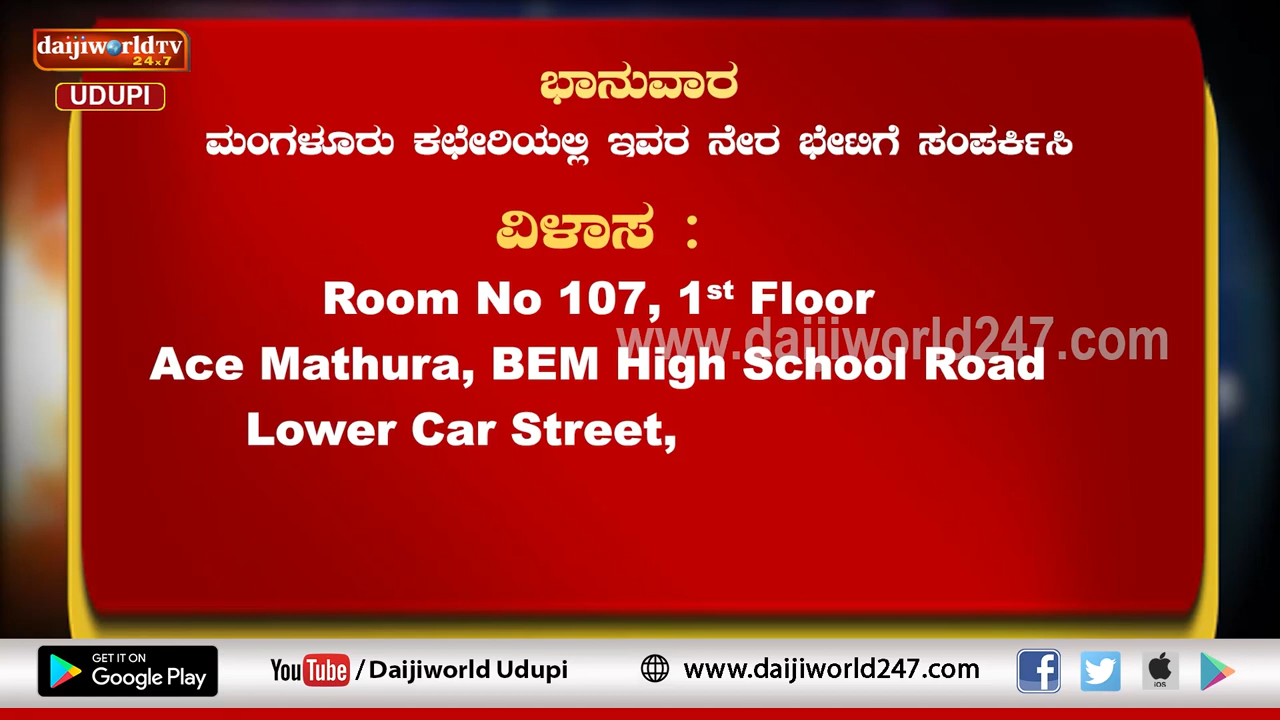 daijiworldTV
24x7
UDUPI
ಭಾನುವಾರ
ಮಂಗಳೂರು ಕಛೇರಿಯಲ್ಲಿ ಇವರ ನೇರ ಭೇಟಿಗೆ ಸಂಪರ್ಕಿಸಿ
ವಿಳಾಸ :
Room No 107, 1st Floor
www.daijiworld247.com
Ace Mathura, BEM High School Road
Lower Car Street,
GET IT ON
Google Play
YouTube / Daijiworld Udupi
www.daijiworld247.com
iOS